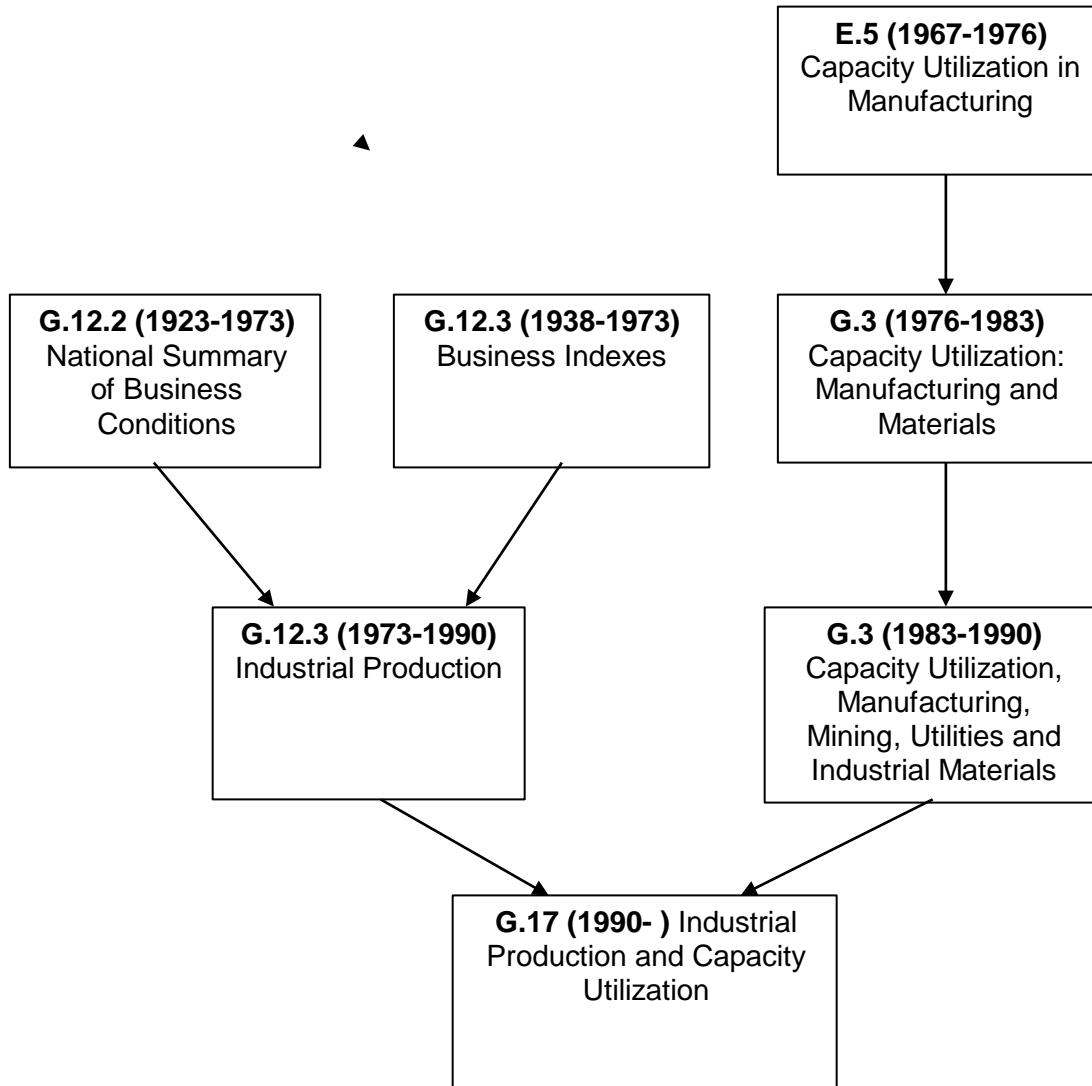 E.5 (1967-1976)
Capacity Utilization in
Manufacturing
G.12.2 (1923-1973)
National Summary
of Business
Conditions
G.12.3 (1938-1973)
Business Indexes
G.3 (1976-1983)
Capacity Utilization:
Manufacturing and
Materials
G.12.3 (1973-1990)
Industrial Production
G.3 (1983-1990)
Capacity Utilization,
Manufacturing,
Mining, Utilities and
Industrial Materials
G.17 (1990- ) Industrial
Production and Capacity
Utilization